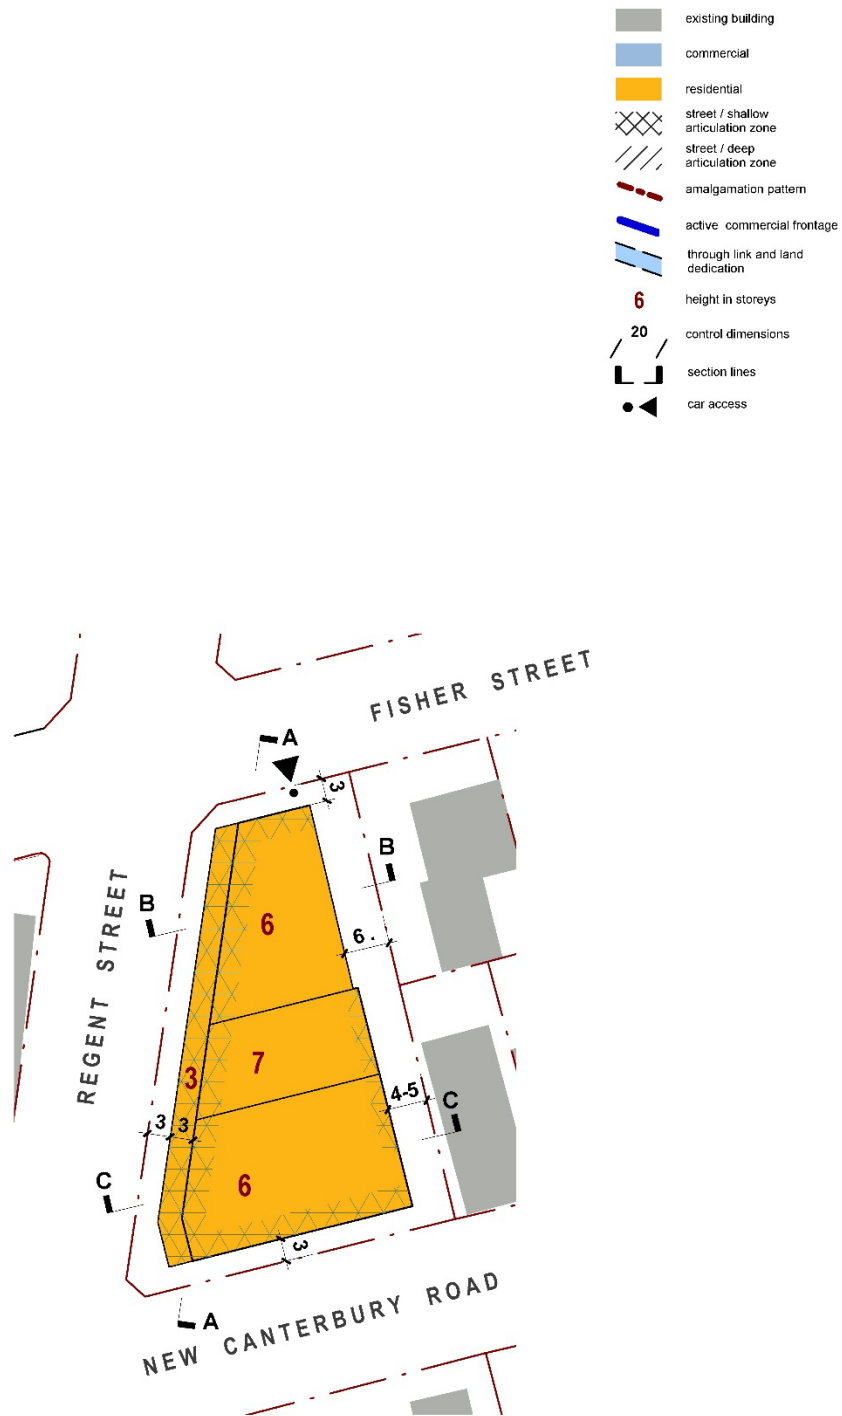 existing building
commercial
residential
street / shallow
articulation zone
street / deep
articulation zone
amalgamation pattern
active commercial frontage
through link and land
dedication
6
height in storeys
20
control dimensions
section lines
car access
FISHER STREET
A
3
B
B
6
6 .
REGENT STREET
7
3
4-5
C
3
3
C
6
3
A
NEW CANTERBURY ROAD